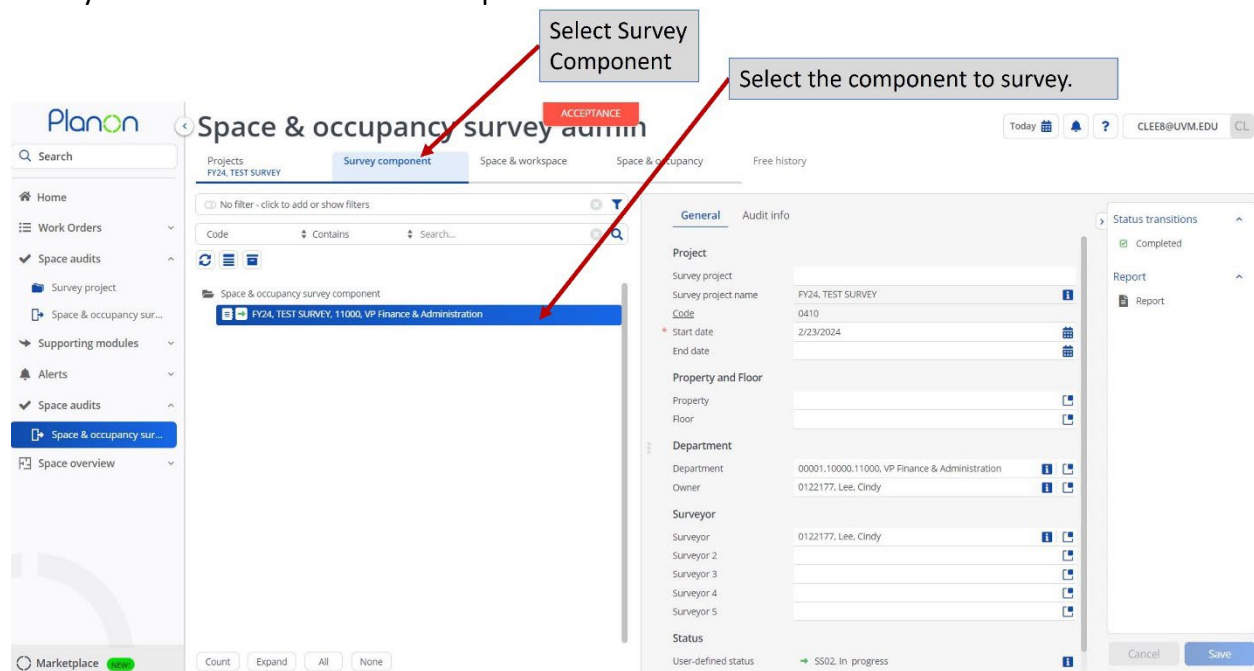 Select Survey
Component
Select the component to survey.
Planon
Space & occupancy survey admin
ACCEPTANCE
Today
?
CLEE8@UVM.EDU
CL
Search
Projects
FY24, TEST SURVEY
Survey component
Space & workspace
Space & occupancy
Free history
Home
Work Orders
Space audits
Survey project
Space & occupancy sur...
Supporting modules
Alerts
Space audits
Space & occupancy sur...
Space overview
Marketplace NEW!
No filter - click to add or show filters
Code Contains Search...
Space & occupancy survey component
FY24, TEST SURVEY, 11000, VP Finance & Administration
Count Expand All None
General Audit info
Project
Survey project
Survey project name FY24, TEST SURVEY
Code 0410
* Start date 2/23/2024
End date
Property and Floor
Property
Floor
Department
Department 00001.10000.11000, VP Finance & Administration
Owner 0122177, Lee, Cindy
Surveyor
Surveyor 0122177, Lee, Cindy
Surveyor 2
Surveyor 3
Surveyor 4
Surveyor 5
Status
User-defined status SS02, In progress
Status transitions
Completed
Report
Report
Cancel Save